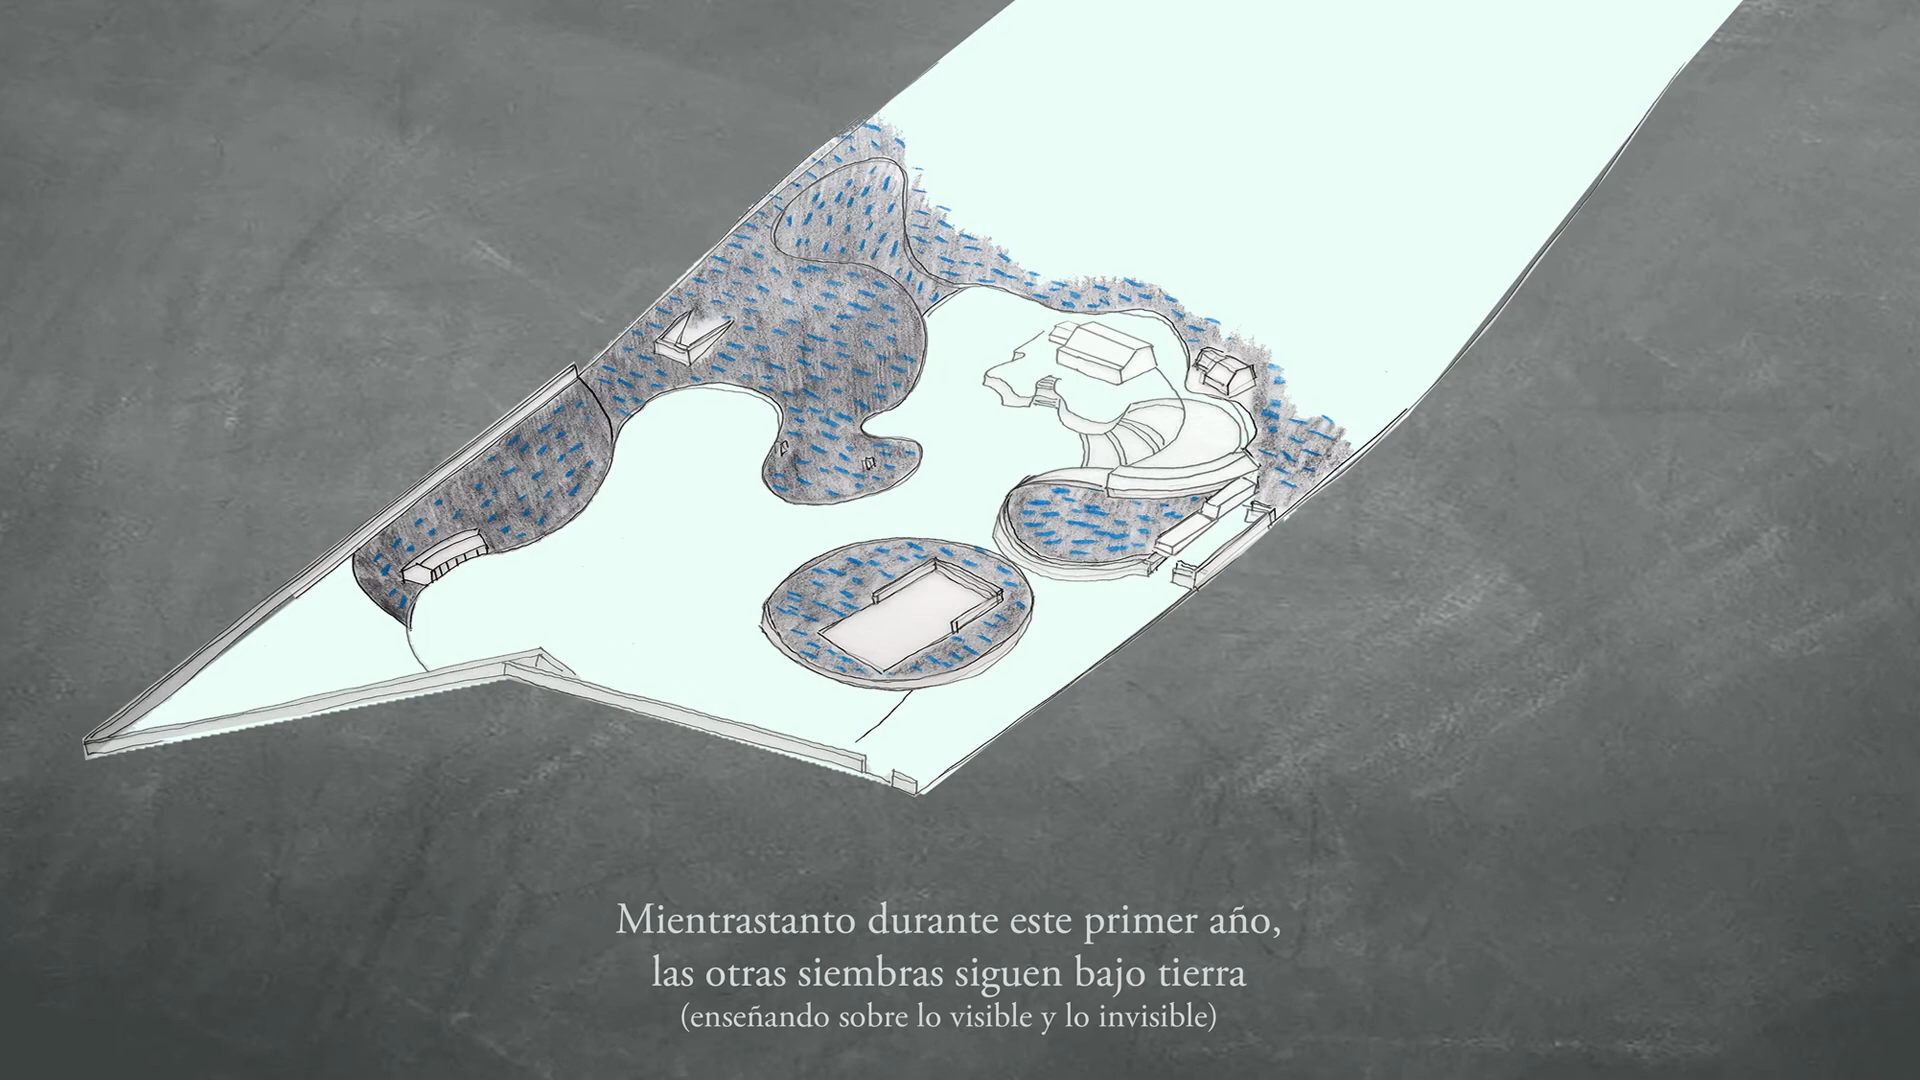 Mientrastanto durante este primer año,
las otras siembras siguen bajo tierra
(enseñando sobre lo visible y lo invisible)